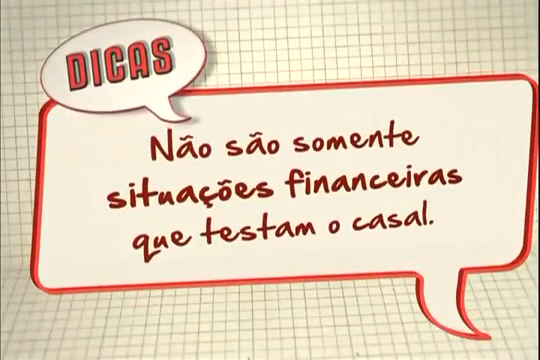 DICAS
Não são somente
situações financeiras
que testam o casal.